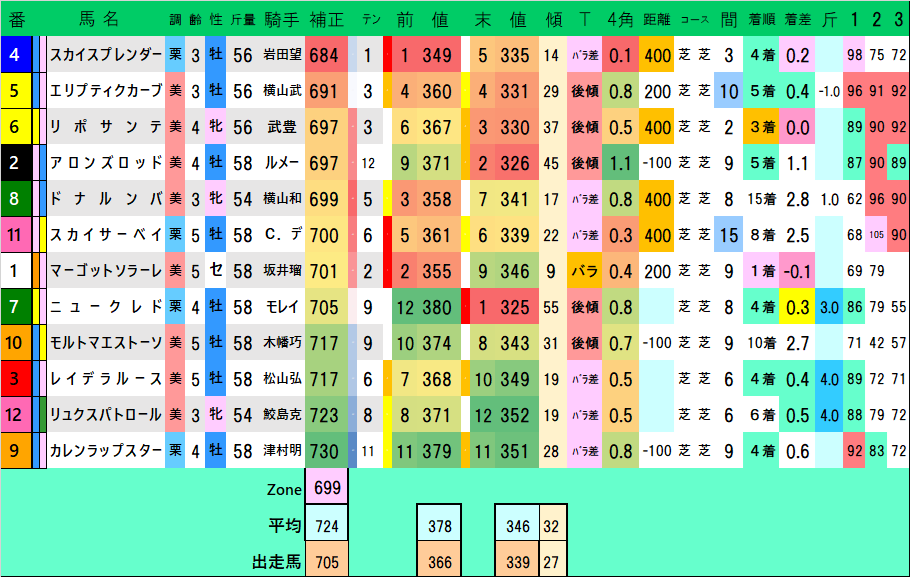 番 馬名 調 齢 性 斤量 騎手 補正 テン 前 値 末 値 傾 T 4角 距離 コース 間 着順 着差 斤 1 2 3
4 スカイスプレンダー 栗 3 牡 56 岩田望 684 1 1 349 5 335 14 バラ差 0.1 400 芝 芝 3 4着 0.2 98 75 72
5 エリプティクカーブ 美 3 牡 56 横山武 691 3 4 360 4 331 29 後傾 0.8 200 芝 芝 10 5着 0.4 -1.0 96 91 92
6 リポサンテ 美 4 牝 56 武豊 697 3 6 367 3 330 37 後傾 0.5 400 芝 芝 2 3着 0.0 89 90 92
2 アロンズロッド 美 4 牡 58 ルメー 697 12 9 371 2 326 45 後傾 1.1 -100 芝 芝 9 5着 1.1 87 90 89
8 ドナルンバ 美 3 牝 54 横山和 699 5 3 358 7 341 17 バラ差 0.8 400 芝 芝 8 15着 2.8 1.0 62 96 90
11 スカイサーベイ 栗 5 牡 58 C.デ 700 6 5 361 6 339 22 バラ差 0.3 400 芝 芝 15 8着 2.5 68 105 90
1 マーゴットソラーレ 美 5 セ 58 坂井瑠 701 2 2 355 9 346 9 バラ 0.4 200 芝 芝 9 1着 -0.1 69 79
7 ニュークレド 栗 4 牡 58 モレイ 705 9 12 380 1 325 55 後傾 0.8 芝 芝 8 4着 0.3 3.0 86 79 55
10 モルトマエストーソ 美 5 牡 58 木幡巧 717 9 10 374 8 343 31 後傾 0.7 -100 芝 芝 9 10着 2.7 71 42 57
3 レイデラルース 美 5 牡 58 松山弘 717 6 7 368 10 349 19 バラ差 0.5 芝 芝 6 4着 0.4 4.0 89 72 71
12 リュクスパトロール 美 3 牝 54 鮫島克 723 8 8 371 12 352 19 バラ差 0.5 芝 芝 6 6着 0.5 4.0 88 79 72
9 カレンラップスター 栗 4 牡 58 津村明 730 11 11 379 11 351 28 バラ差 0.8 -100 芝 芝 9 4着 0.6 92 83 72
Zone 699
平均 724 378 346 32
出走馬 705 366 339 27